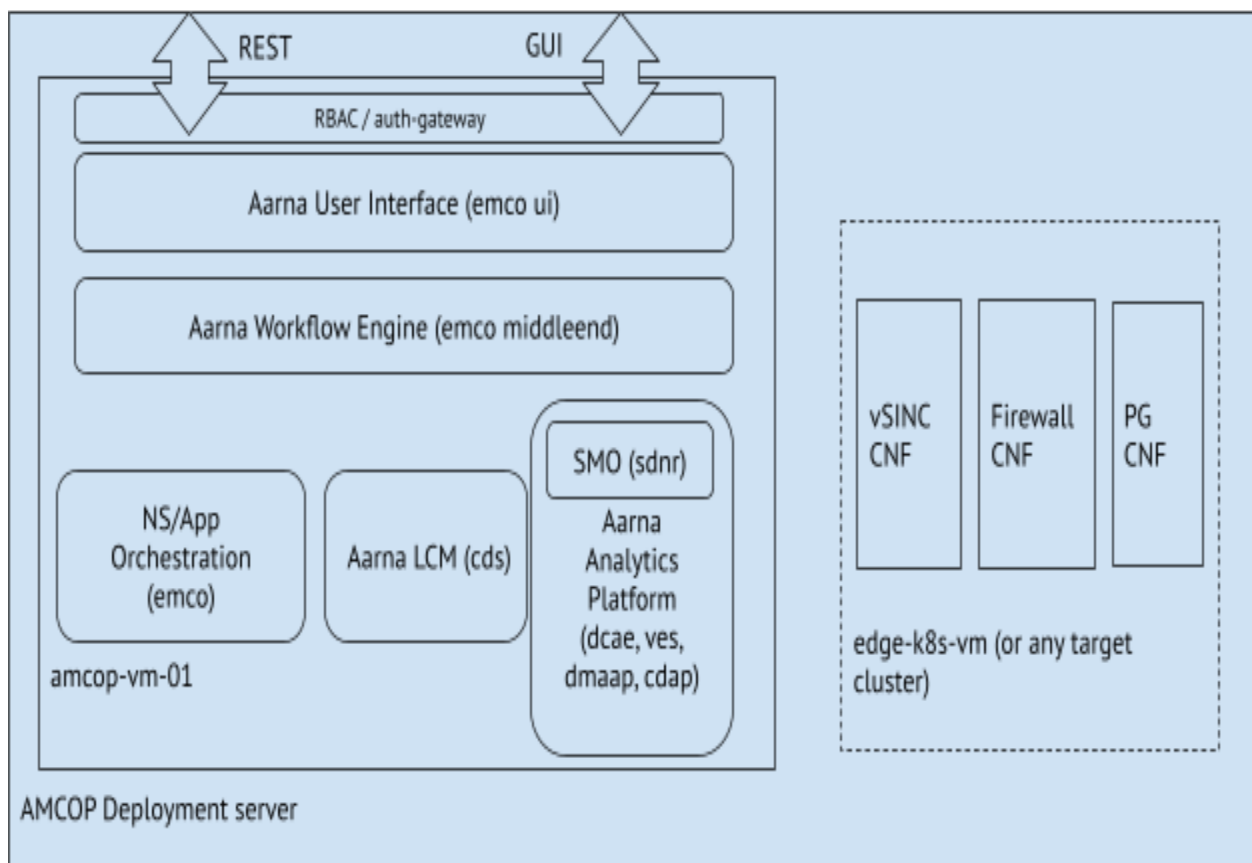 REST
GUI
RBAC / auth-gateway
Aarna User Interface (emco ui)
Aarna Workflow Engine (emco middleend)
NS/App
Orchestration
(emco)
Aarna LCM (cds)
SMO (sdnr)
Aarna
Analytics
Platform
(dcae, ves,
dmaap, cdap)
amcop-vm-01
AMCOP Deployment server
vSINC
CNF
Firewall
CNF
PG
CNF
edge-k8s-vm (or any target
cluster)